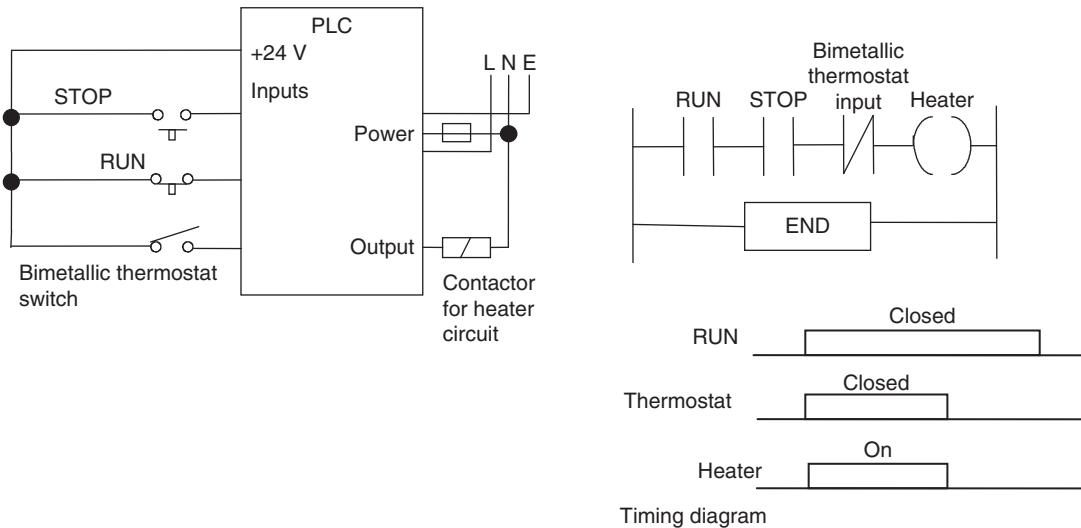 PLC
+24 V
L N E
STOP
Inputs
Power
RUN
Output
Bimetallic thermostat
switch
Contactor
for heater
circuit
Bimetallic
thermostat
input
RUN
STOP
Heater
END
Closed
RUN
Closed
Thermostat
On
Heater
Timing diagram